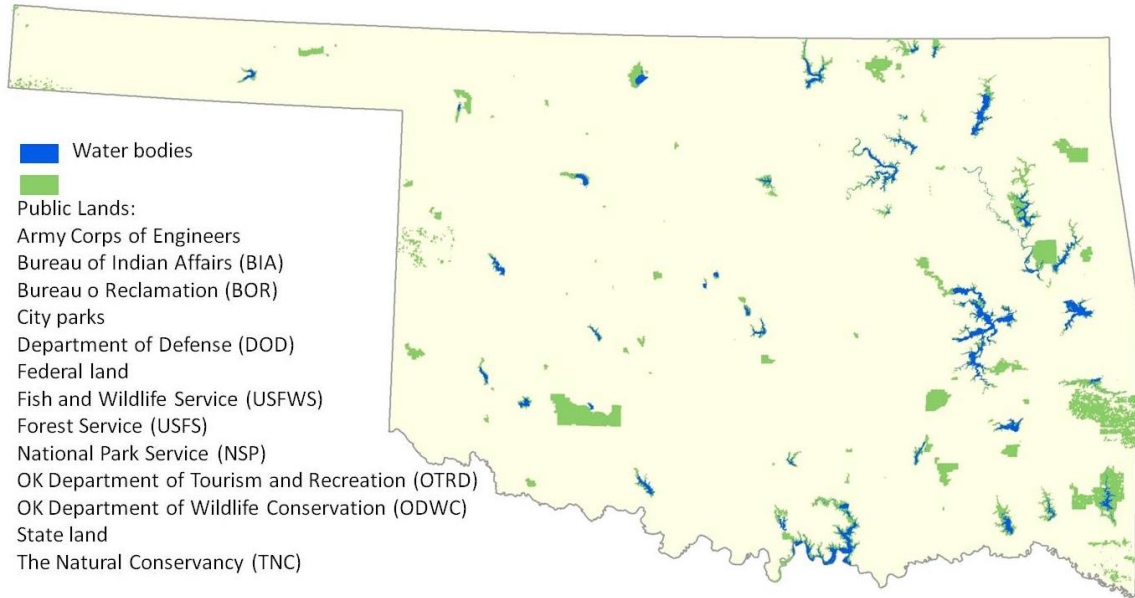 Water bodies
Public Lands:
Army Corps of Engineers
Bureau of Indian Affairs (BIA)
Bureau o Reclamation (BOR)
City parks
Department of Defense (DOD)
Federal land
Fish and Wildlife Service (USFWS)
Forest Service (USFS)
National Park Service (NSP)
OK Department of Tourism and Recreation (OTRD)
OK Department of Wildlife Conservation (ODWC)
State land
The Natural Conservancy (TNC)